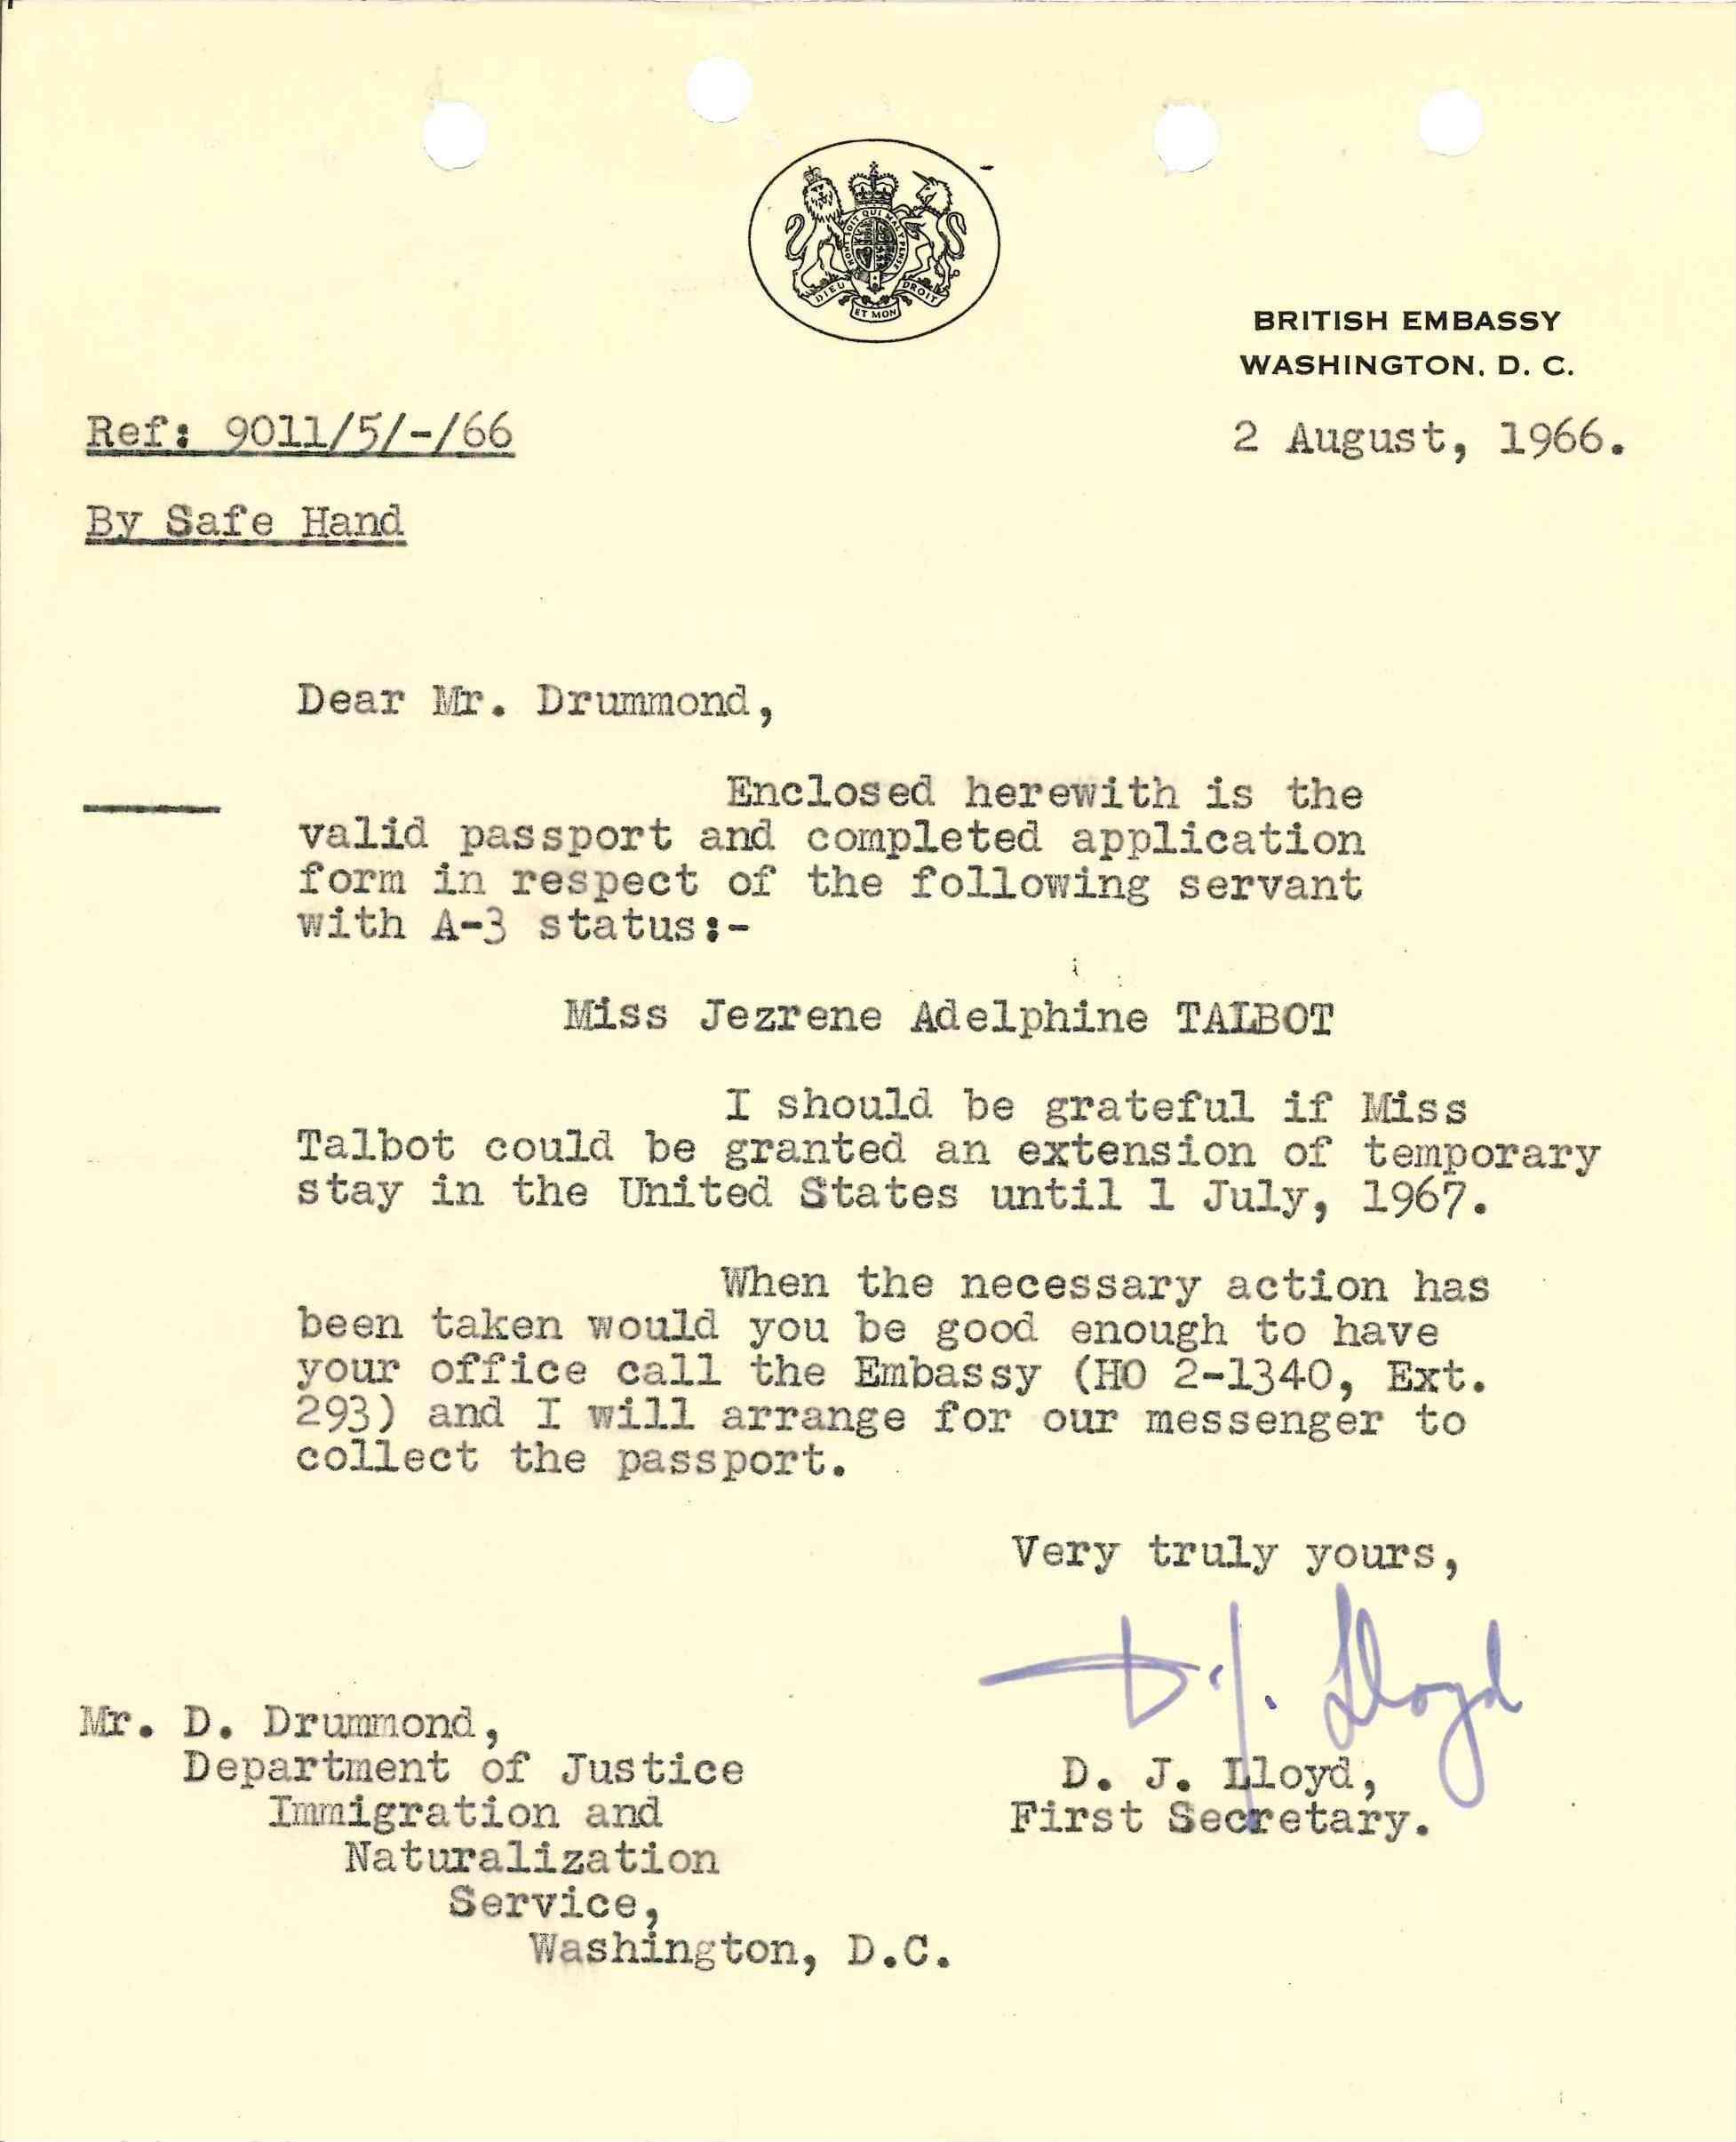 HONI SOIT QUI MAL Y PENSE
DIEU ET MON DROIT
BRITISH EMBASSY
WASHINGTON, D. C.
Ref: 9011/5/-/66
2 August, 1966.
By Safe Hand
Dear Mr. Drummond,
Enclosed herewith is the
valid passport and completed application
form in respect of the following servant
with A-3 status:-
Miss Jezrene Adelphine TALBOT
I should be grateful if Miss
Talbot could be granted an extension of temporary
stay in the United States until 1 July, 1967.
When the necessary action has
been taken would you be good enough to have
your office call the Embassy (HO 2-1340, Ext.
293) and I will arrange for our messenger to
collect the passport.
Very truly yours,
D.J. Lloyd
D. J. Lloyd,
First Secretary.
Mr. D. Drummond,
Department of Justice
Immigration and
Naturalization
Service,
Washington, D.C.